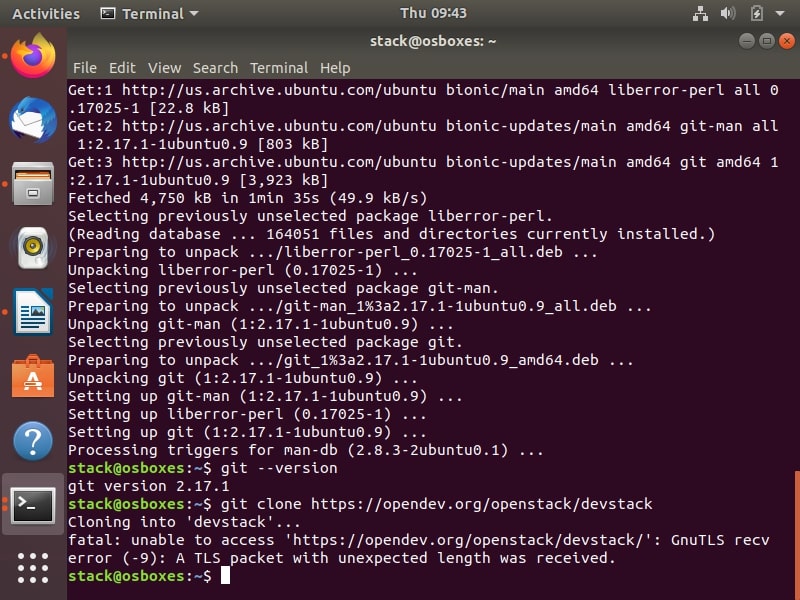 Activities Terminal Thu 09:43
stack@osboxes: ~
File Edit View Search Terminal Help
Get:1 http://us.archive.ubuntu.com/ubuntu bionic/main amd64 liberror-perl all 0
.17025-1 [22.8 kB]
Get:2 http://us.archive.ubuntu.com/ubuntu bionic-updates/main amd64 git-man all
 1:2.17.1-1ubuntu0.9 [803 kB]
Get:3 http://us.archive.ubuntu.com/ubuntu bionic-updates/main amd64 git amd64 1
:2.17.1-1ubuntu0.9 [3,923 kB]
Fetched 4,750 kB in 1min 35s (49.9 kB/s)
Selecting previously unselected package liberror-perl.
(Reading database ... 164051 files and directories currently installed.)
Preparing to unpack .../liberror-perl_0.17025-1_all.deb ...
Unpacking liberror-perl (0.17025-1) ...
Selecting previously unselected package git-man.
Preparing to unpack .../git-man_1%3a2.17.1-1ubuntu0.9_all.deb ...
Unpacking git-man (1:2.17.1-1ubuntu0.9) ...
Selecting previously unselected package git.
Preparing to unpack .../git_1%3a2.17.1-1ubuntu0.9_amd64.deb ...
Unpacking git (1:2.17.1-1ubuntu0.9) ...
Setting up git-man (1:2.17.1-1ubuntu0.9) ...
Setting up liberror-perl (0.17025-1) ...
Setting up git (1:2.17.1-1ubuntu0.9) ...
Processing triggers for man-db (2.8.3-2ubuntu0.1) ...
stack@osboxes:~$ git --version
git version 2.17.1
stack@osboxes:~$ git clone https://opendev.org/openstack/devstack
Cloning into 'devstack'...
fatal: unable to access 'https://opendev.org/openstack/devstack/': GnuTLS recv
error (-9): A TLS packet with unexpected length was received.
stack@osboxes:~$